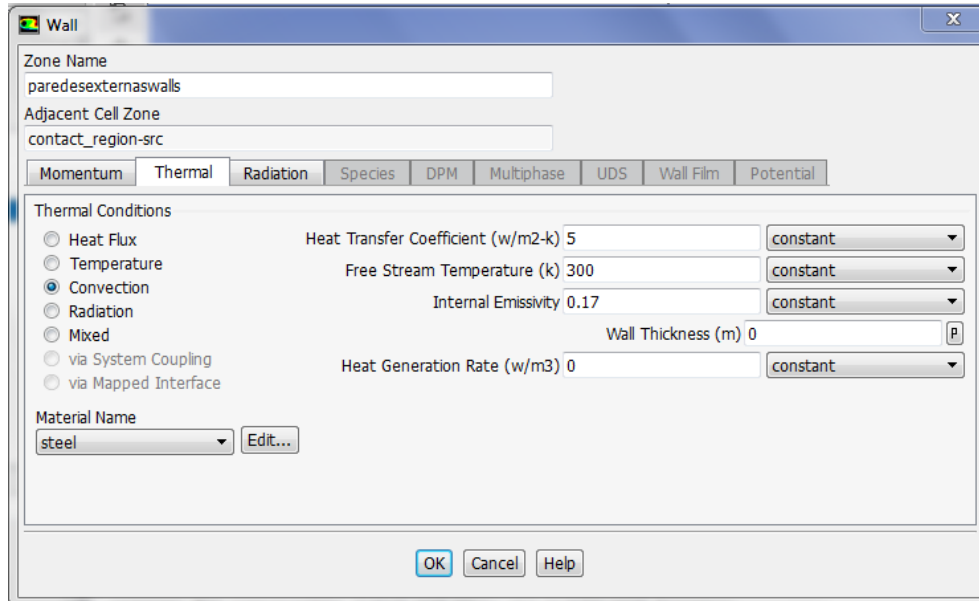 Wall
X
Zone Name
paredesexternaswalls
Adjacent Cell Zone
contact_region-src
Momentum Thermal Radiation Species DPM Multiphase UDS Wall Film Potential
Thermal Conditions
Heat Flux
Temperature
Convection
Radiation
Mixed
via System Coupling
via Mapped Interface
Heat Transfer Coefficient (w/m2-k) 5 constant
Free Stream Temperature (k) 300 constant
Internal Emissivity 0.17 constant
Wall Thickness (m) 0 P
Heat Generation Rate (w/m3) 0 constant
Material Name
steel Edit...
OK Cancel Help